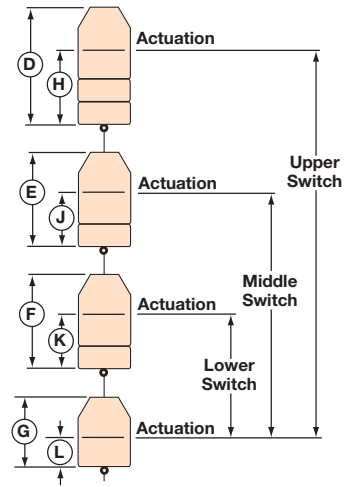 Actuation
D
H
Upper
Switch
Actuation
E
J
Middle
Switch
Actuation
F
K
Lower
Switch
Actuation
G
L